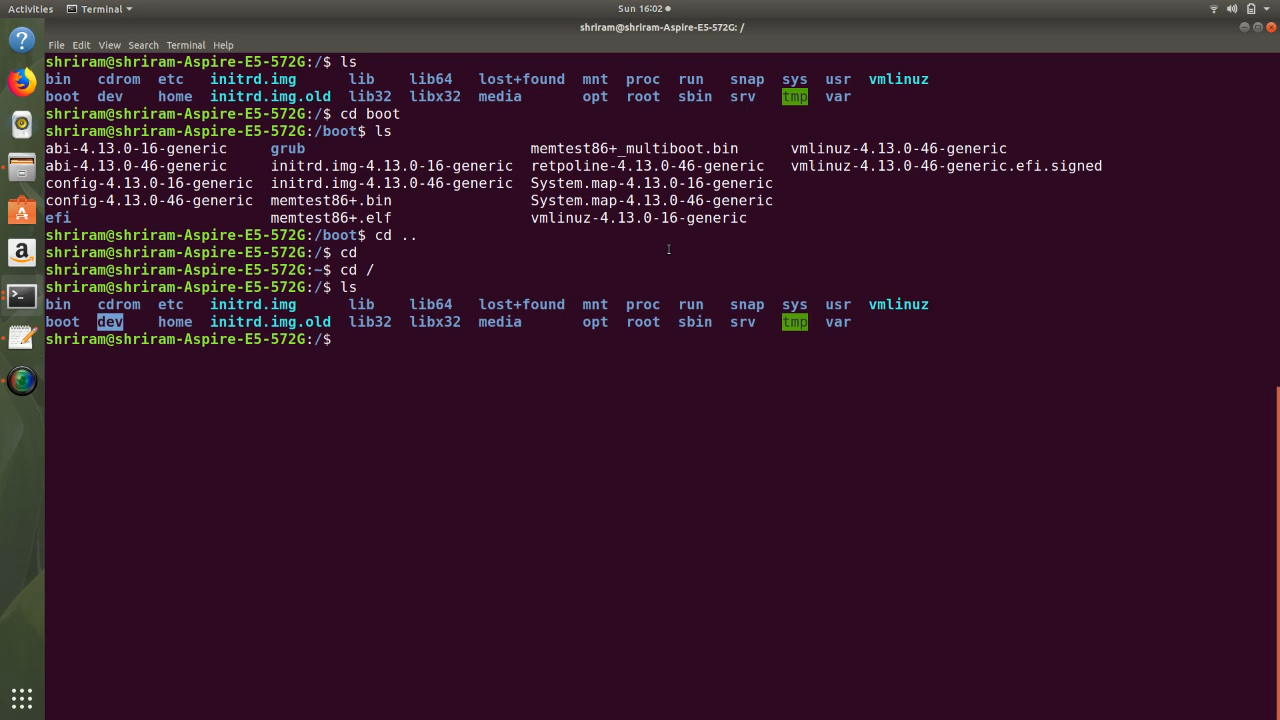 Activities Terminal Sun 16:02
shriram@shriram-Aspire-E5-572G: /
File Edit View Search Terminal Help
shriram@shriram-Aspire-E5-572G:/$ ls
bin cdrom etc initrd.img lib lib64 lost+found mnt proc run snap sys usr vmlinuz
boot dev home initrd.img.old lib32 libx32 media opt root sbin srv tmp var
shriram@shriram-Aspire-E5-572G:/$ cd boot
shriram@shriram-Aspire-E5-572G:/boot$ ls
abi-4.13.0-16-generic grub memtest86+_multiboot.bin vmlinuz-4.13.0-46-generic
abi-4.13.0-46-generic initrd.img-4.13.0-16-generic retpoline-4.13.0-46-generic vmlinuz-4.13.0-46-generic.efi.signed
config-4.13.0-16-generic initrd.img-4.13.0-46-generic System.map-4.13.0-16-generic
config-4.13.0-46-generic memtest86+.bin System.map-4.13.0-46-generic
efi memtest86+.elf vmlinuz-4.13.0-16-generic
shriram@shriram-Aspire-E5-572G:/boot$ cd ..
shriram@shriram-Aspire-E5-572G:/$ cd
shriram@shriram-Aspire-E5-572G:~$ cd /
shriram@shriram-Aspire-E5-572G:/$ ls
bin cdrom etc initrd.img lib lib64 lost+found mnt proc run snap sys usr vmlinuz
boot dev home initrd.img.old lib32 libx32 media opt root sbin srv tmp var
shriram@shriram-Aspire-E5-572G:/$